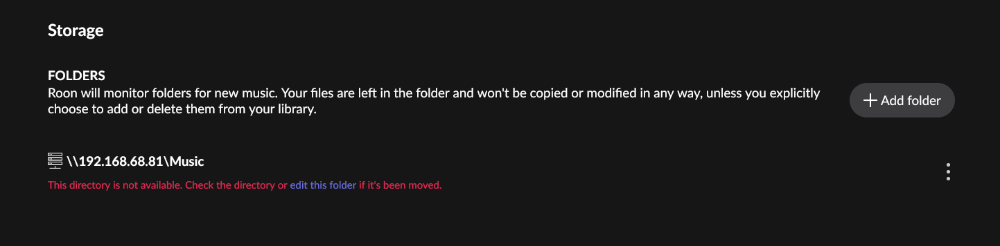 Storage
FOLDERS
Roon will monitor folders for new music. Your files are left in the folder and won't be copied or modified in any way, unless you explicitly
choose to add or delete them from your library.
+ Add folder
\\192.168.68.81\Music
This directory is not available. Check the directory or edit this folder if it's been moved.